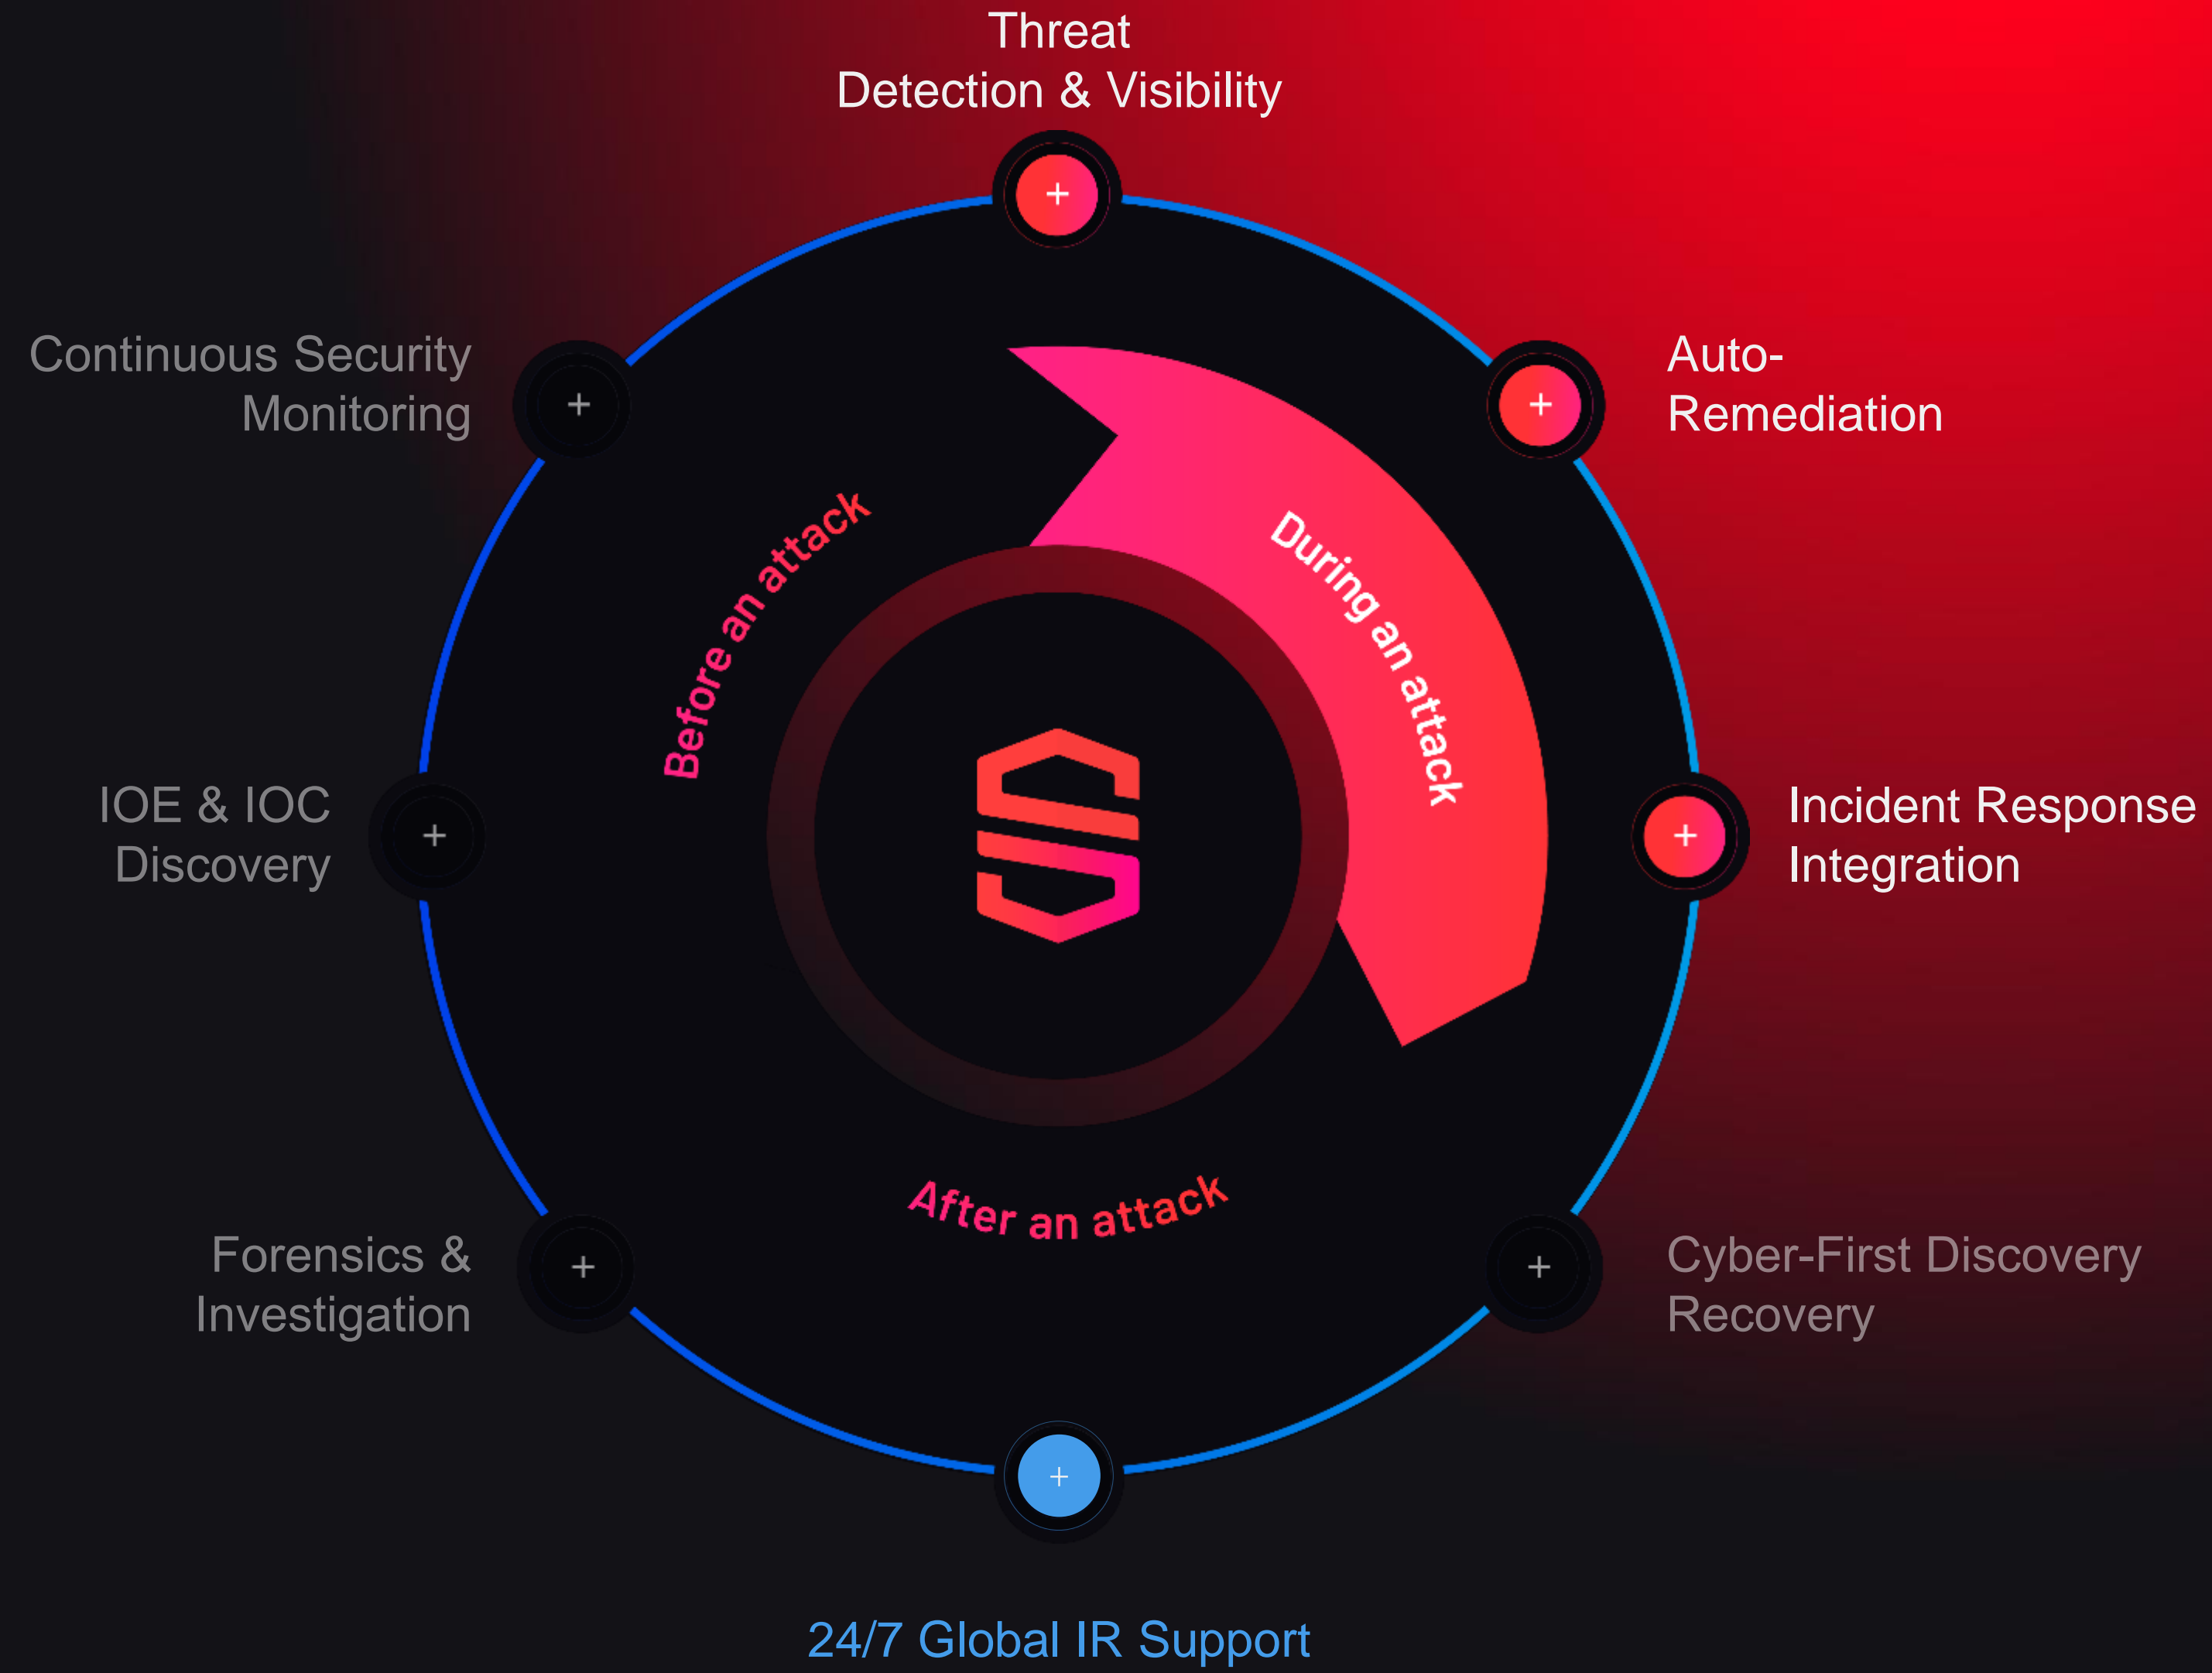 Threat
Detection & Visibility
Continuous Security
Monitoring
Auto-
Remediation
Before an attack
During an attack
IOE & IOC
Discovery
Incident Response
Integration
After an attack
Forensics &
Investigation
Cyber-First Discovery
Recovery
24/7 Global IR Support